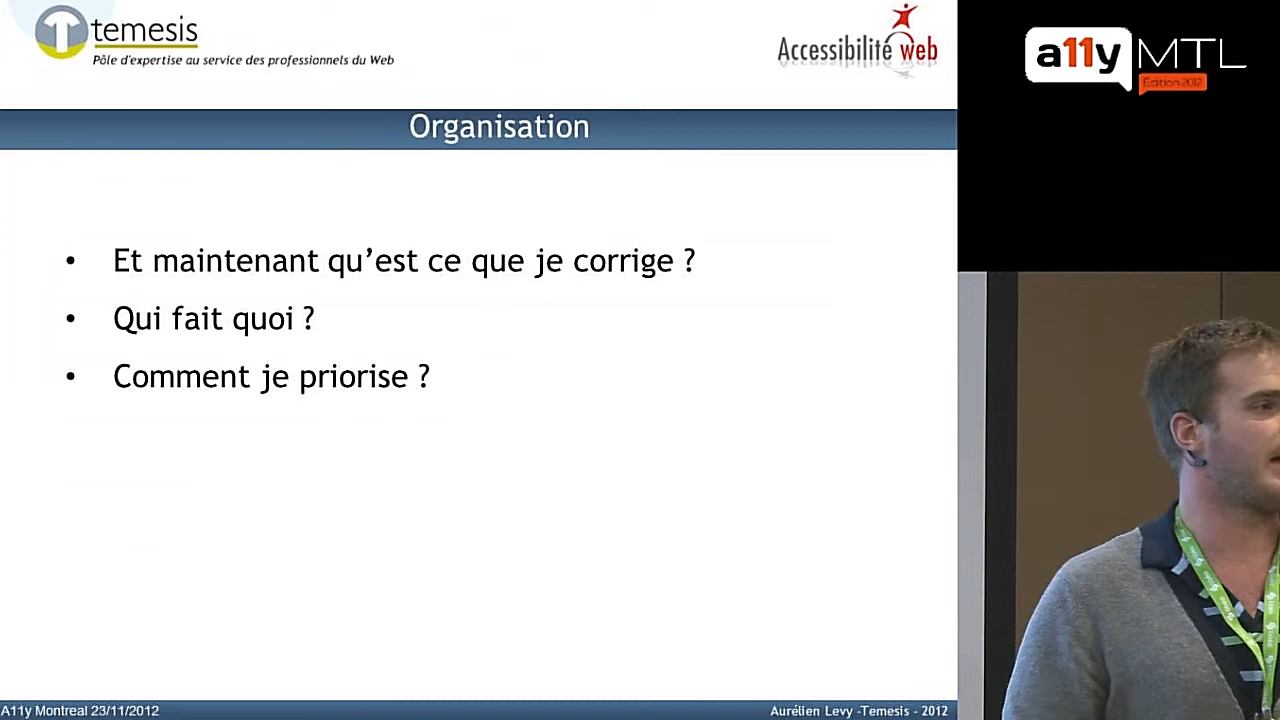 temesis
Pôle d'expertise au service des professionnels du Web
Accessibilité web
a11y MTL
Édition 2012
Organisation
• Et maintenant qu’est ce que je corrige ?
• Qui fait quoi ?
• Comment je priorise ?
A11y Montreal 23/11/2012
Aurélien Levy -Temesis - 2012